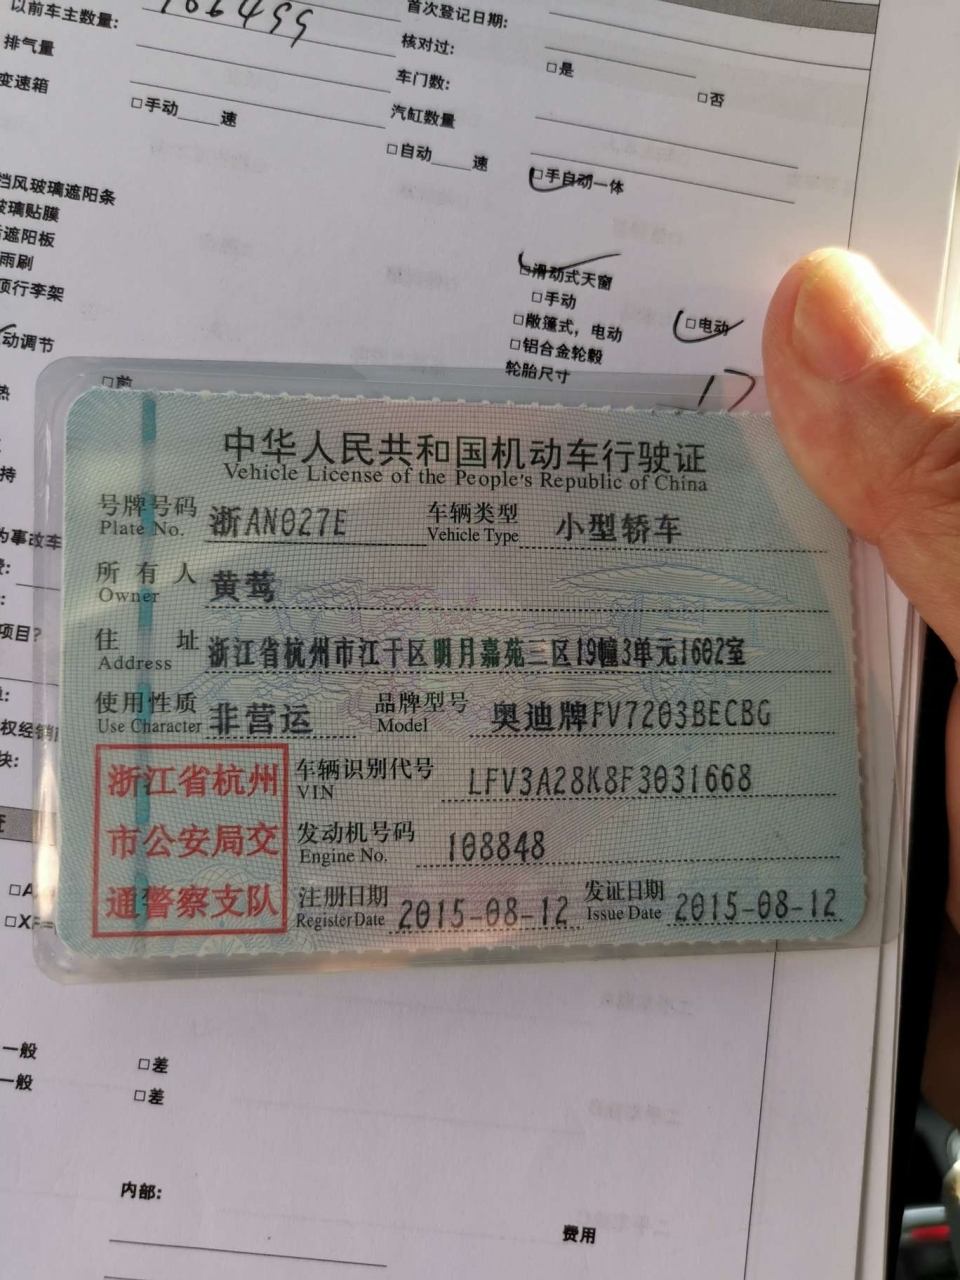 以前车主数量:
首次登记日期:
排气量
核对过:
□是
□否
变速箱
车门数:
□手动____速
汽缸数量
□自动____速
□手自动一体
挡风玻璃遮阳条
玻璃贴膜
遮阳板
雨刷
顶行李架
动调节
□滑动式天窗
□手动
□电动
□敞篷式，电动
□铝合金轮毂
轮胎尺寸
17
□前
热
持
为事故车
项目?
中华人民共和国机动车行驶证
Vehicle License of the People's Republic of China
号牌号码 浙AN027E 车辆类型 小型轿车
Plate No. Vehicle Type
所有人 黄莺
Owner
住址 浙江省杭州市江干区明月嘉苑三区19幢3单元1602室
Address
使用性质 非营运 品牌型号 奥迪牌FV7203BECBG
Use Character Model
浙江省杭州
市公安局交
通警察支队
车辆识别代号 LFV3A28K8F3031668
VIN
发动机号码 108848
Engine No.
注册日期 2015-08-12 发证日期 2015-08-12
Register Date Issue Date
权经销
块:
一般
□差
一般
□差
内部:
费用